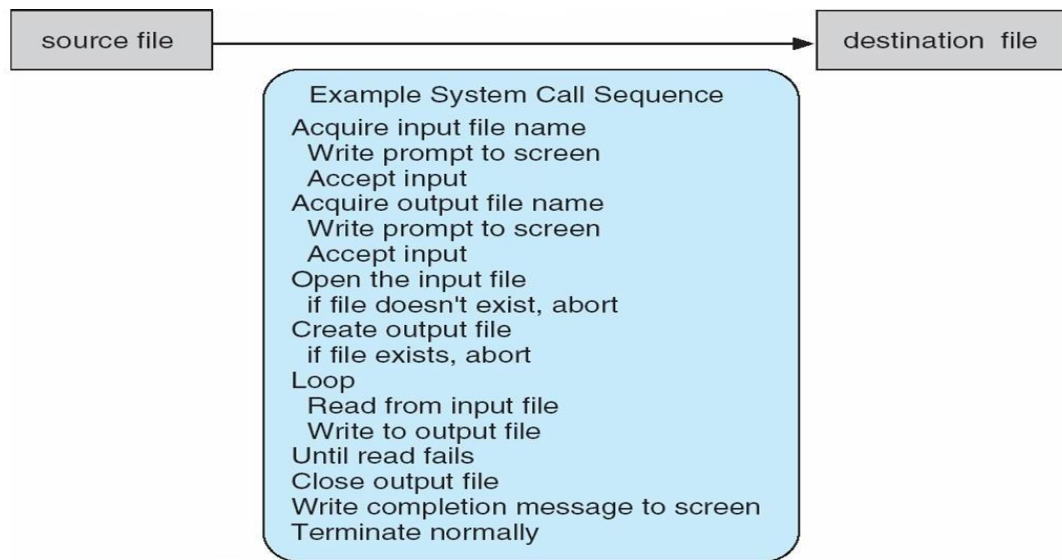 source file
destination file
Example System Call Sequence
Acquire input file name
Write prompt to screen
Accept input
Acquire output file name
Write prompt to screen
Accept input
Open the input file
if file doesn't exist, abort
Create output file
if file exists, abort
Loop
Read from input file
Write to output file
Until read fails
Close output file
Write completion message to screen
Terminate normally